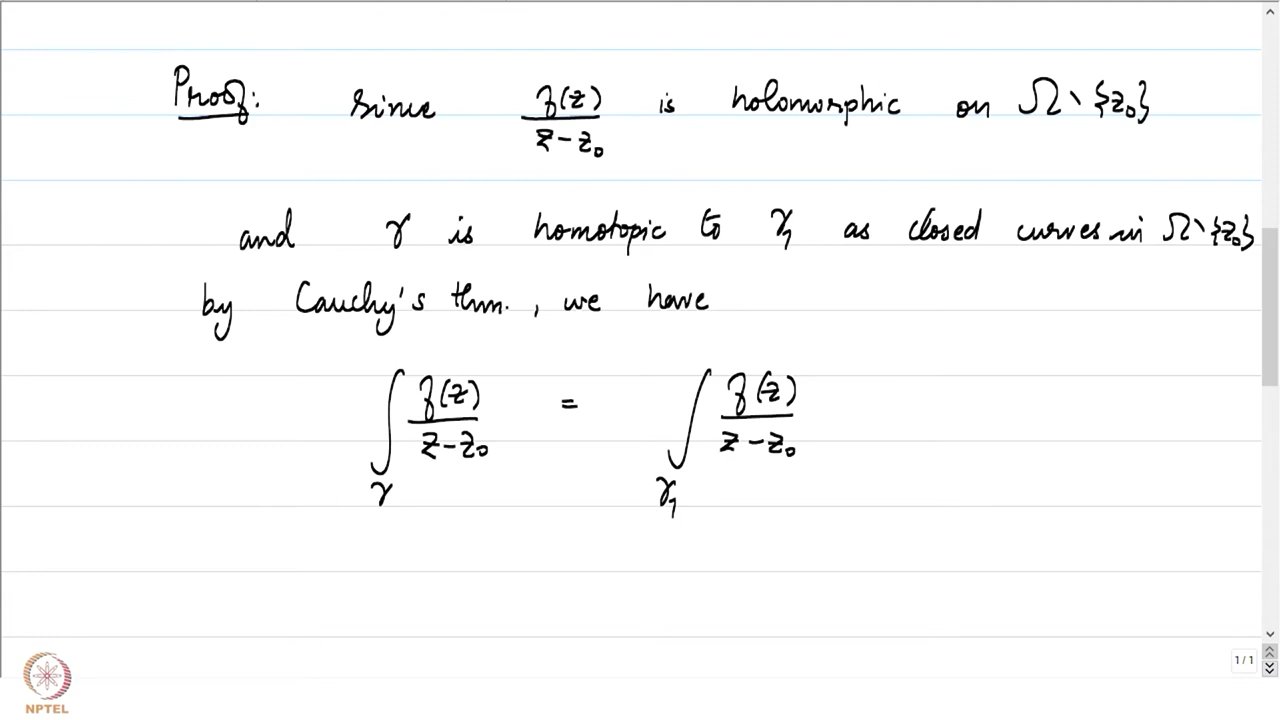 Proof: since f(z)/(z-z₀) is holomorphic on Ω∖{z₀}
and γ is homotopic to γ₁ as closed curves in Ω∖{z₀}
by Cauchy's thm., we have
∫_γ f(z)/(z-z₀) = ∫_γ₁ f(z)/(z-z₀)
1/1
NPTEL